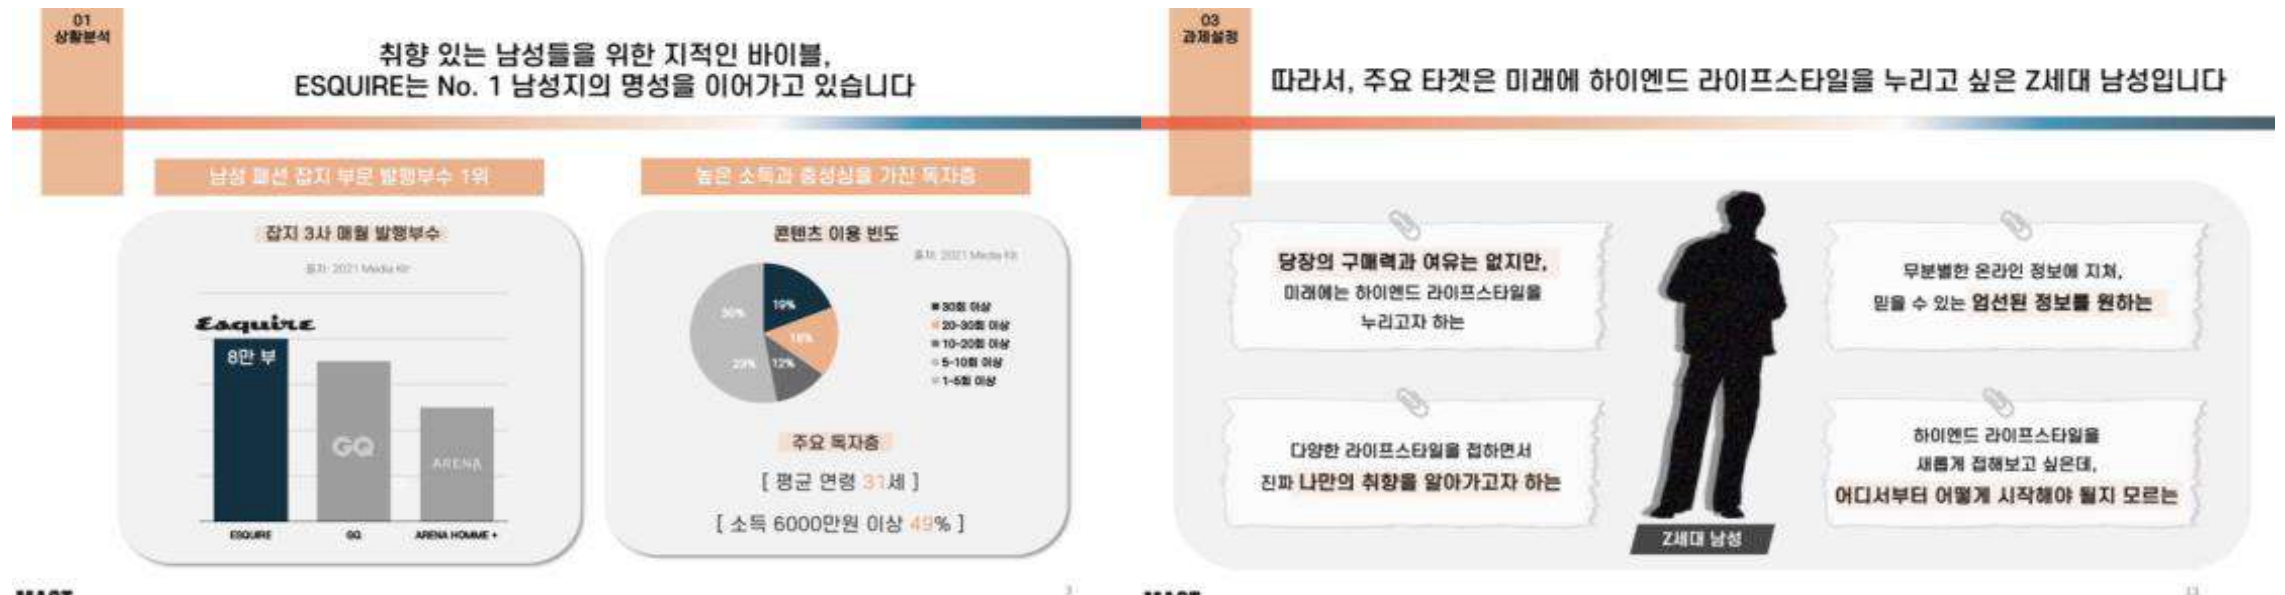 01
상황분석
취향 있는 남성들을 위한 지적인 바이블,
ESQUIRE는 No. 1 남성지의 명성을 이어가고 있습니다
남성 패션 잡지 부문 발행부수 1위
잡지 3사 매월 발행부수
출처: 2021 Media Kit
Esquire
8만 부
GQ
ARENA
ESQUIRE
GQ
ARENA HOMME +
높은 소득과 충성심을 가진 독자층
콘텐츠 이용 빈도
출처: 2021 Media Kit
19%
16%
12%
23%
30%
30회 이상
20-30회 이상
10-20회 이상
5-10회 이상
1-5회 이상
주요 독자층
[ 평균 연령 31세 ]
[ 소득 6000만원 이상 49% ]
03
과제설정
따라서, 주요 타겟은 미래에 하이엔드 라이프스타일을 누리고 싶은 Z세대 남성입니다
당장의 구매력과 여유는 없지만,
미래에는 하이엔드 라이프스타일을
누리고자 하는
무분별한 온라인 정보에 지쳐,
믿을 수 있는 엄선된 정보를 원하는
다양한 라이프스타일을 접하면서
진짜 나만의 취향을 알아가고자 하는
하이엔드 라이프스타일을
새롭게 접해보고 싶은데,
어디서부터 어떻게 시작해야 될지 모르는
Z세대 남성
13